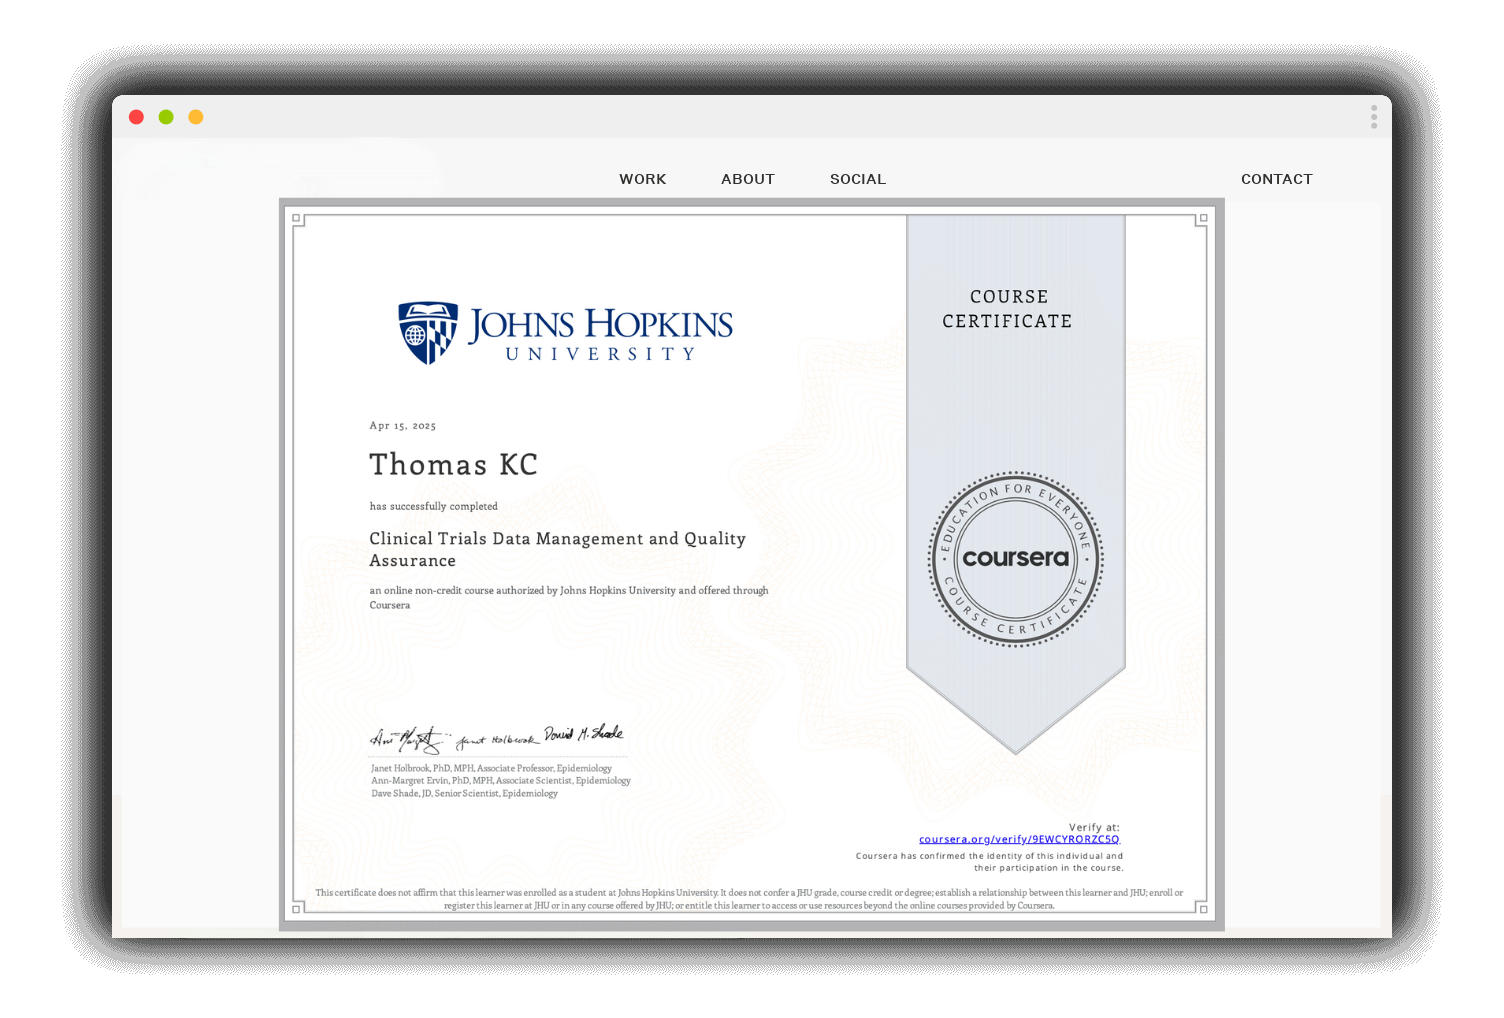 WORK ABOUT SOCIAL CONTACT
JOHNS HOPKINS
UNIVERSITY
COURSE
CERTIFICATE
Apr 15, 2025
Thomas KC
has successfully completed
Clinical Trials Data Management and Quality
Assurance
an online non-credit course authorized by Johns Hopkins University and offered through
Coursera
EDUCATION FOR EVERYONE
coursera
COURSE CERTIFICATE
Janet Holbrook David M. Shade
Janet Holbrook, PhD, MPH, Associate Professor, Epidemiology
Ann-Margret Ervin, PhD, MPH, Associate Scientist, Epidemiology
Dave Shade, JD, Senior Scientist, Epidemiology
Verify at:
coursera.org/verify/9EWCYRORZC5Q
Coursera has confirmed the identity of this individual and
their participation in the course.
This certificate does not affirm that this learner was enrolled as a student at Johns Hopkins University. It does not confer a JHU grade, course credit or degree; establish a relationship between this learner and JHU; enroll or
register this learner at JHU or in any course offered by JHU; or entitle this learner to access or use resources beyond the online courses provided by Coursera.